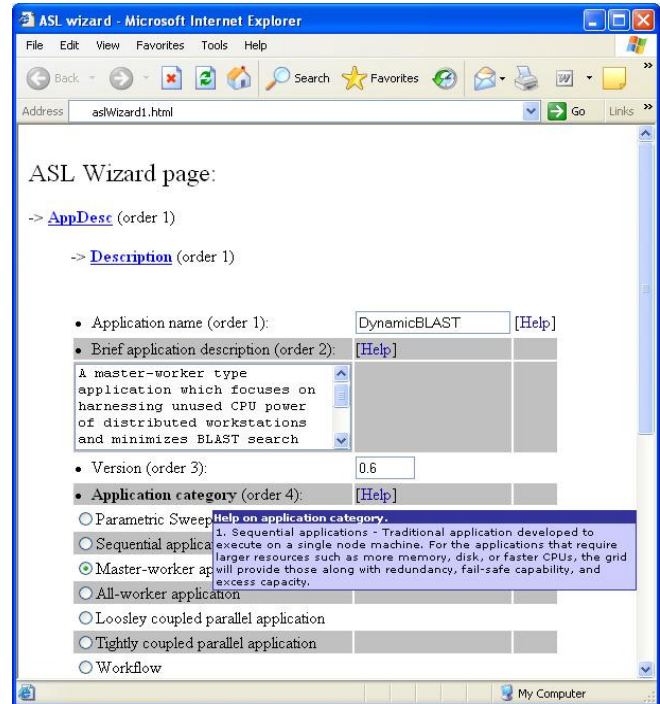 ASL wizard - Microsoft Internet Explorer
File Edit View Favorites Tools Help
Back Search Favorites »
Address aslWizard1.html Go Links »
ASL Wizard page:
-> AppDesc (order 1)
-> Description (order 1)
• Application name (order 1): DynamicBLAST [Help]
• Brief application description (order 2): [Help]
A master-worker type
application which focuses on
harnessing unused CPU power
of distributed workstations
and minimizes BLAST search
• Version (order 3): 0.6
• Application category (order 4): [Help]
Parametric Sweep
Help on application category.
1. Sequential applications - Traditional application developed to
execute on a single node machine. For the applications that require
larger resources such as more memory, disk, or faster CPUs, the grid
will provide those along with redundancy, fail-safe capability, and
excess capacity.
Sequential applica
Master-worker ap
All-worker application
Loosley coupled parallel application
Tightly coupled parallel application
Workflow
My Computer